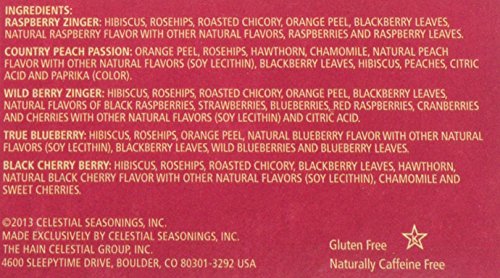 INGREDIENTS:
RASPBERRY ZINGER: HIBISCUS, ROSEHIPS, ROASTED CHICORY, ORANGE PEEL, BLACKBERRY LEAVES,
NATURAL RASPBERRY FLAVOR WITH OTHER NATURAL FLAVORS, RASPBERRIES AND RASPBERRY LEAVES.
COUNTRY PEACH PASSION: ORANGE PEEL, ROSEHIPS, HAWTHORN, CHAMOMILE, NATURAL PEACH
FLAVOR WITH OTHER NATURAL FLAVORS (SOY LECITHIN), BLACKBERRY LEAVES, HIBISCUS, PEACHES, CITRIC
ACID AND PAPRIKA (COLOR).
WILD BERRY ZINGER: HIBISCUS, ROSEHIPS, ROASTED CHICORY, ORANGE PEEL, BLACKBERRY LEAVES,
NATURAL FLAVORS OF BLACK RASPBERRIES, STRAWBERRIES, BLUEBERRIES, RED RASPBERRIES, CRANBERRIES
AND CHERRIES WITH OTHER NATURAL FLAVORS (SOY LECITHIN) AND CITRIC ACID.
TRUE BLUEBERRY: HIBISCUS, ROSEHIPS, ORANGE PEEL, NATURAL BLUEBERRY FLAVOR WITH OTHER NATURAL
FLAVORS (SOY LECITHIN), BLACKBERRY LEAVES, WILD BLUEBERRIES AND BLUEBERRY LEAVES.
BLACK CHERRY BERRY: HIBISCUS, ROSEHIPS, ROASTED CHICORY, BLACKBERRY LEAVES, HAWTHORN,
NATURAL BLACK CHERRY FLAVOR WITH OTHER NATURAL FLAVORS (SOY LECITHIN), CHAMOMILE AND
SWEET CHERRIES.
©2013 CELESTIAL SEASONINGS, INC.
MADE EXCLUSIVELY BY CELESTIAL SEASONINGS, INC.
THE HAIN CELESTIAL GROUP, INC.
4600 SLEEPYTIME DRIVE, BOULDER, CO 80301-3292 USA
Gluten Free K
Naturally Caffeine Free